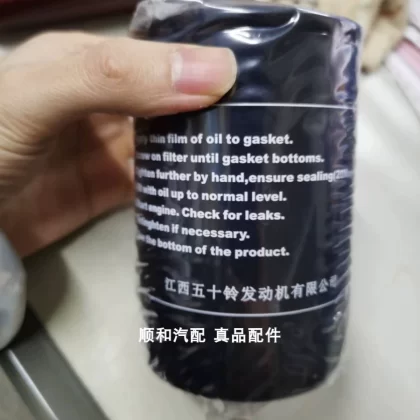 thin film of oil to gasket.
on filter until gasket bottoms.
further by hand,ensure sealing
with oil up to normal level.
engine. Check for leaks.
if necessary.
the bottom of the product.
江西五十铃发动机有限公司
顺和汽配 真品配件